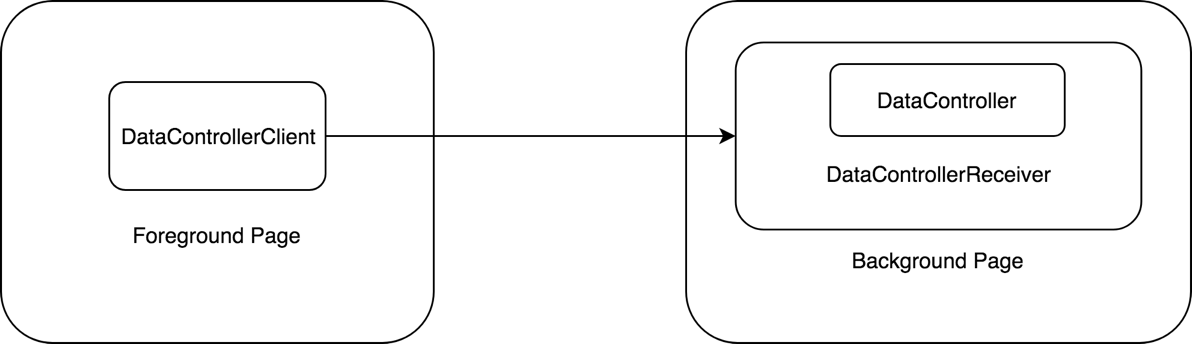 DataControllerClient
Foreground Page
DataController
DataControllerReceiver
Background Page